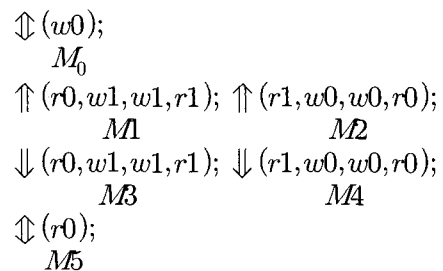 ⇕(w0);
M0
⇑(r0,w1,w1,r1); ⇑(r1,w0,w0,r0);
M1 M2
⇓(r0,w1,w1,r1); ⇓(r1,w0,w0,r0);
M3 M4
⇕(r0);
M5